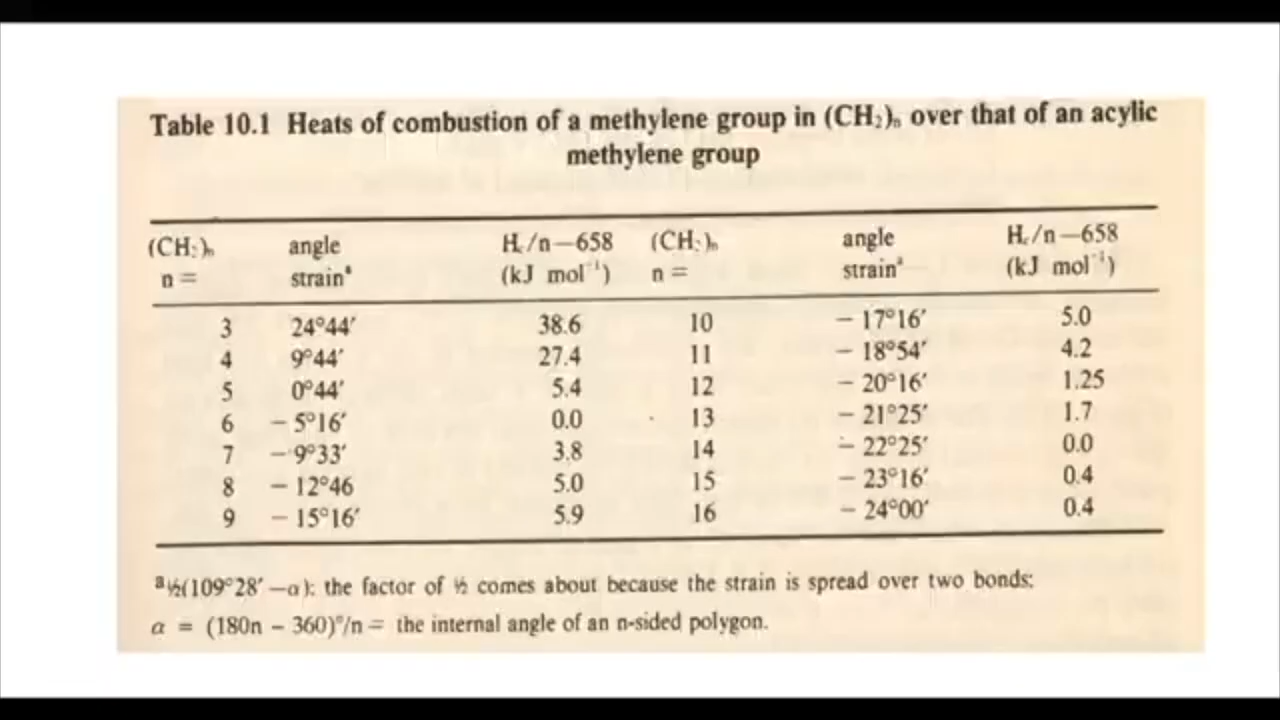 Table 10.1 Heats of combustion of a methylene group in (CH₂)ₙ over that of an acylic
methylene group
(CH₂)ₙ angle H꜀/n−658 (CH₂)ₙ angle H꜀/n−658
n = strainᵃ (kJ mol⁻¹) n = strainᵃ (kJ mol⁻¹)
3 24°44′ 38.6 10 − 17°16′ 5.0
4 9°44′ 27.4 11 − 18°54′ 4.2
5 0°44′ 5.4 12 − 20°16′ 1.25
6 − 5°16′ 0.0 13 − 21°25′ 1.7
7 − 9°33′ 3.8 14 − 22°25′ 0.0
8 − 12°46 5.0 15 − 23°16′ 0.4
9 − 15°16′ 5.9 16 − 24°00′ 0.4
ᵃ½(109°28′ −α): the factor of ½ comes about because the strain is spread over two bonds;
α = (180n − 360)°/n = the internal angle of an n-sided polygon.